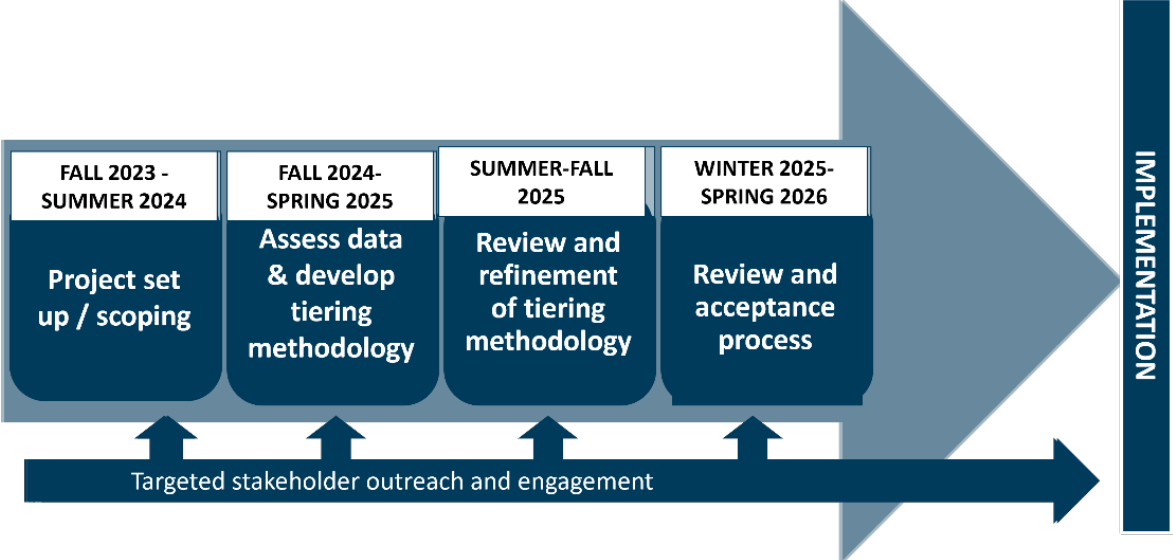 FALL 2023 -
SUMMER 2024
Project set
up / scoping
FALL 2024-
SPRING 2025
Assess data
& develop
tiering
methodology
SUMMER-FALL
2025
Review and
refinement
of tiering
methodology
WINTER 2025-
SPRING 2026
Review and
acceptance
process
IMPLEMENTATION
Targeted stakeholder outreach and engagement